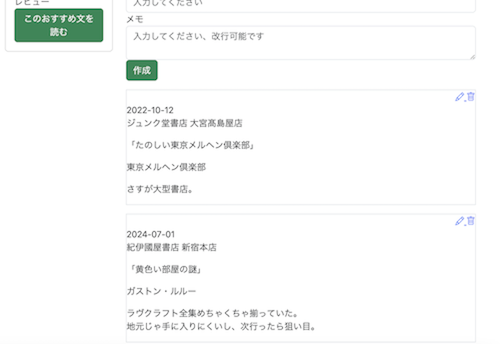 レビュー
このおすすめ文を
読む
入力してください
メモ
入力してください、改行可能です
作成
2022-10-12
ジュンク堂書店 大宮髙島屋店
「たのしい東京メルヘン倶楽部」
東京メルヘン倶楽部
さすが大型書店。
2024-07-01
紀伊國屋書店 新宿本店
「黄色い部屋の謎」
ガストン・ルルー
ラヴクラフト全集めちゃくちゃ揃っていた。
地元じゃ手に入りにくいし、次行ったら狙い目。